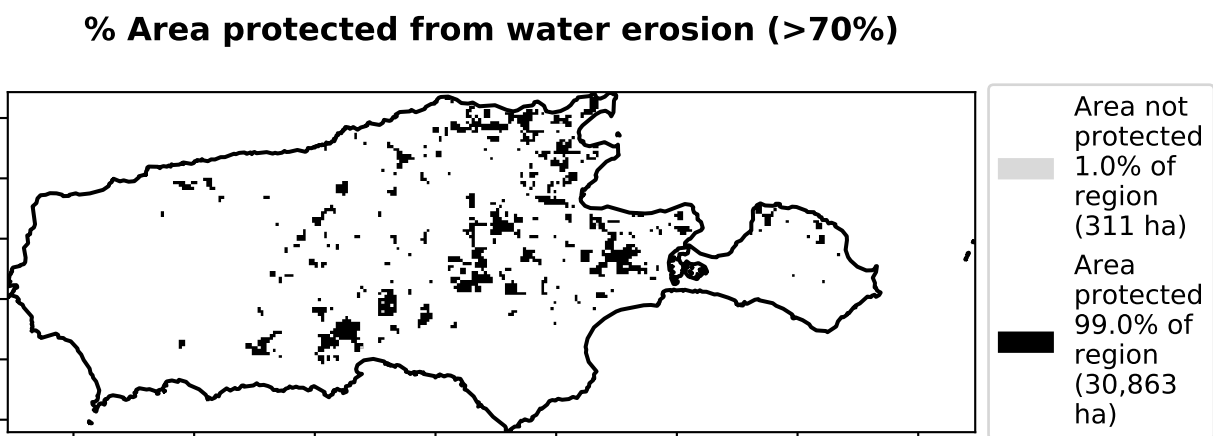 % Area protected from water erosion (>70%)
Area not
protected
1.0% of
region
(311 ha)
Area
protected
99.0% of
region
(30,863
ha)